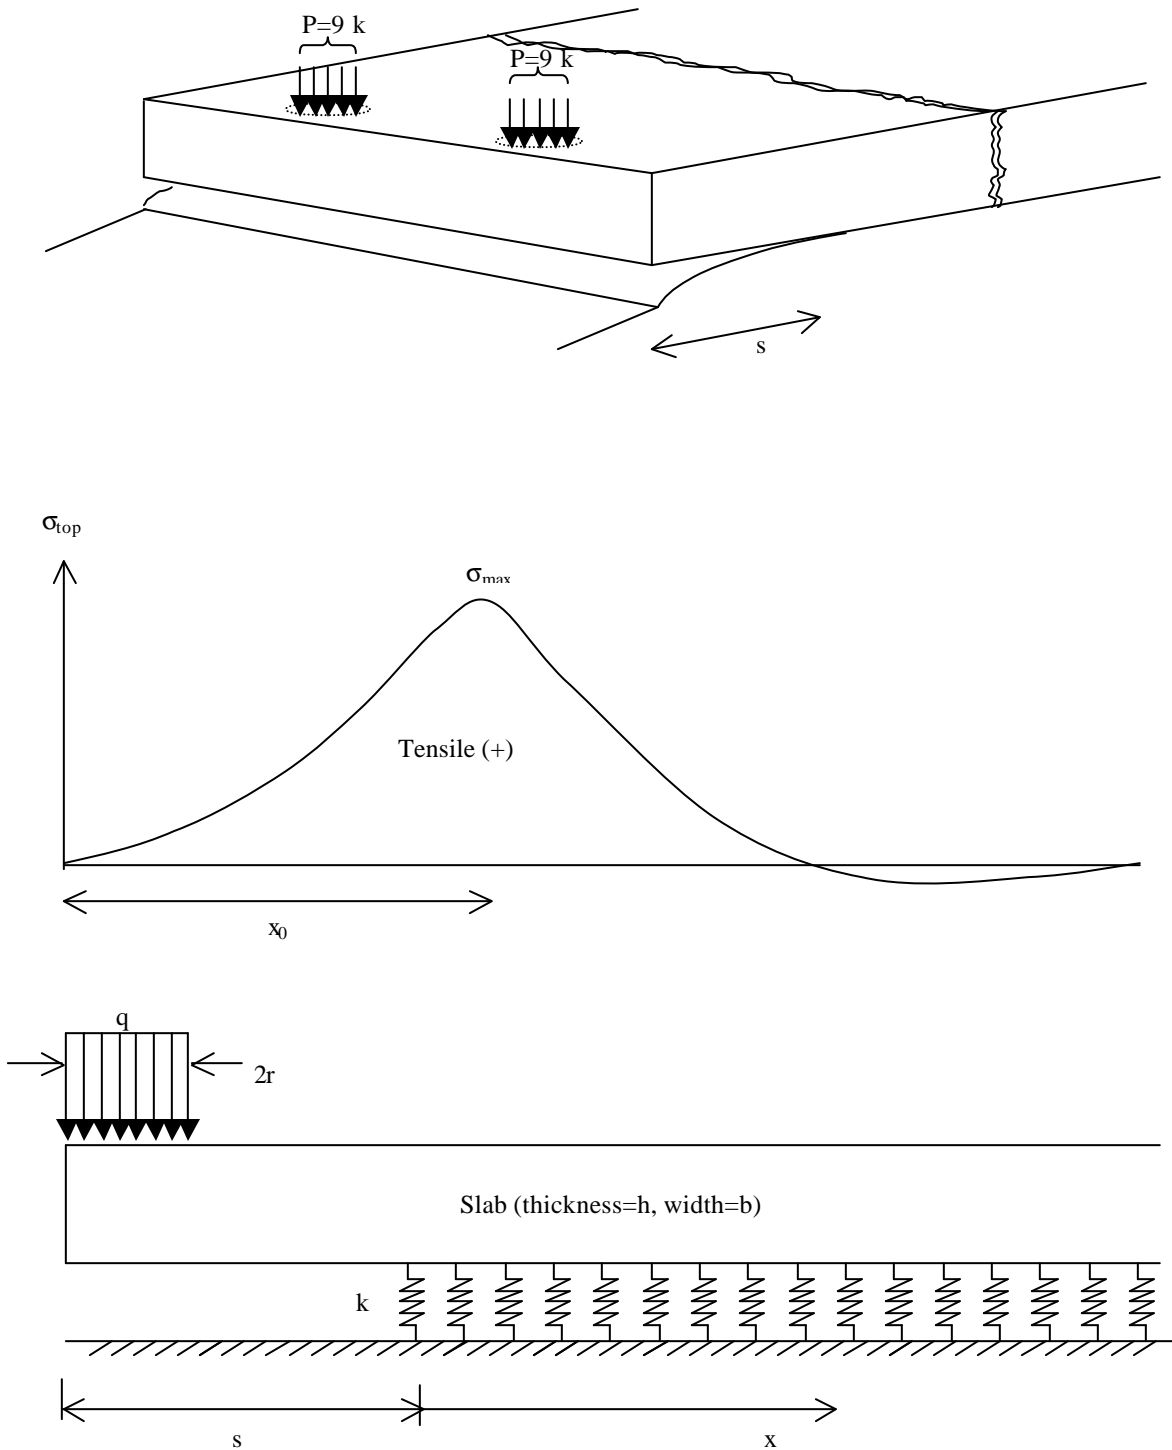 P=9 k
P=9 k
s
σtop
σmax
Tensile (+)
x0
q
2r
Slab (thickness=h, width=b)
k
s
x